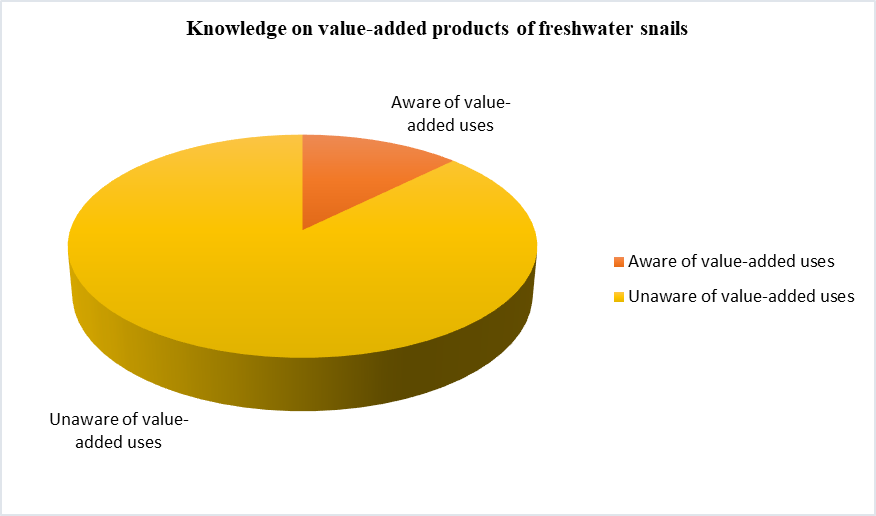 Knowledge on value-added products of freshwater snails
Aware of value-
added uses
Aware of value-added uses
Unaware of value-added uses
Unaware of value-
added uses